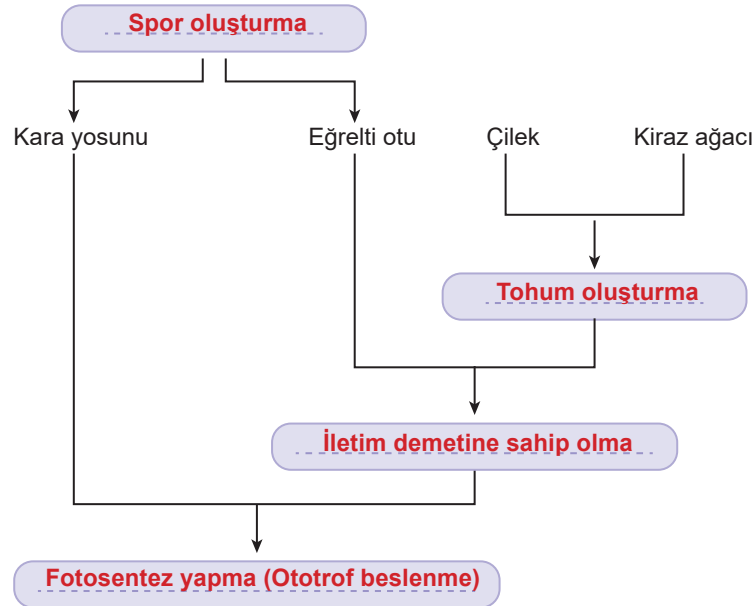 Spor oluşturma
Kara yosunu Eğrelti otu Çilek Kiraz ağacı
Tohum oluşturma
İletim demetine sahip olma
Fotosentez yapma (Ototrof beslenme)